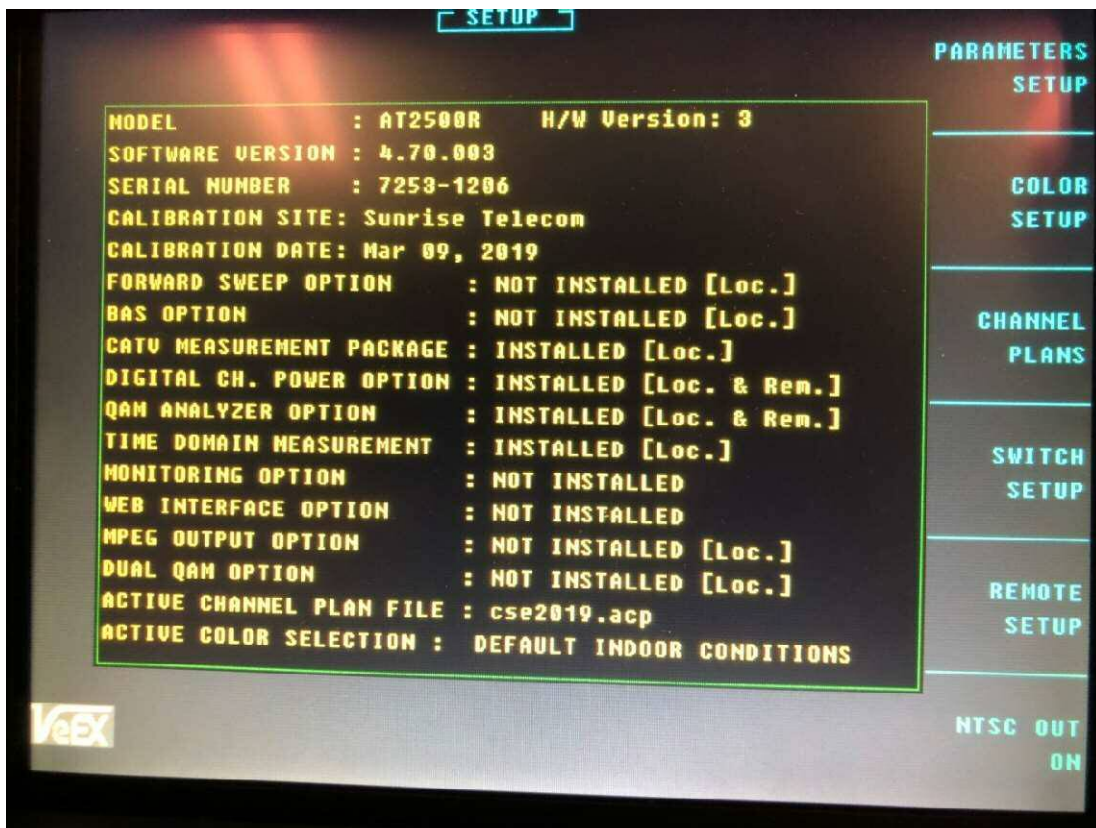 SETUP
MODEL : AT2500R H/W Version: 3
SOFTWARE VERSION : 4.70.003
SERIAL NUMBER : 7253-1206
CALIBRATION SITE: Sunrise Telecom
CALIBRATION DATE: Mar 09, 2019
FORWARD SWEEP OPTION : NOT INSTALLED [Loc.]
BAS OPTION : NOT INSTALLED [Loc.]
CATV MEASUREMENT PACKAGE : INSTALLED [Loc.]
DIGITAL CH. POWER OPTION : INSTALLED [Loc. & Rem.]
QAM ANALYZER OPTION : INSTALLED [Loc. & Rem.]
TIME DOMAIN MEASUREMENT : INSTALLED [Loc.]
MONITORING OPTION : NOT INSTALLED
WEB INTERFACE OPTION : NOT INSTALLED
MPEG OUTPUT OPTION : NOT INSTALLED [Loc.]
DUAL QAM OPTION : NOT INSTALLED [Loc.]
ACTIVE CHANNEL PLAN FILE : cse2019.acp
ACTIVE COLOR SELECTION : DEFAULT INDOOR CONDITIONS
PARAMETERS
SETUP
COLOR
SETUP
CHANNEL
PLANS
SWITCH
SETUP
REMOTE
SETUP
NTSC OUT
ON
VeEX